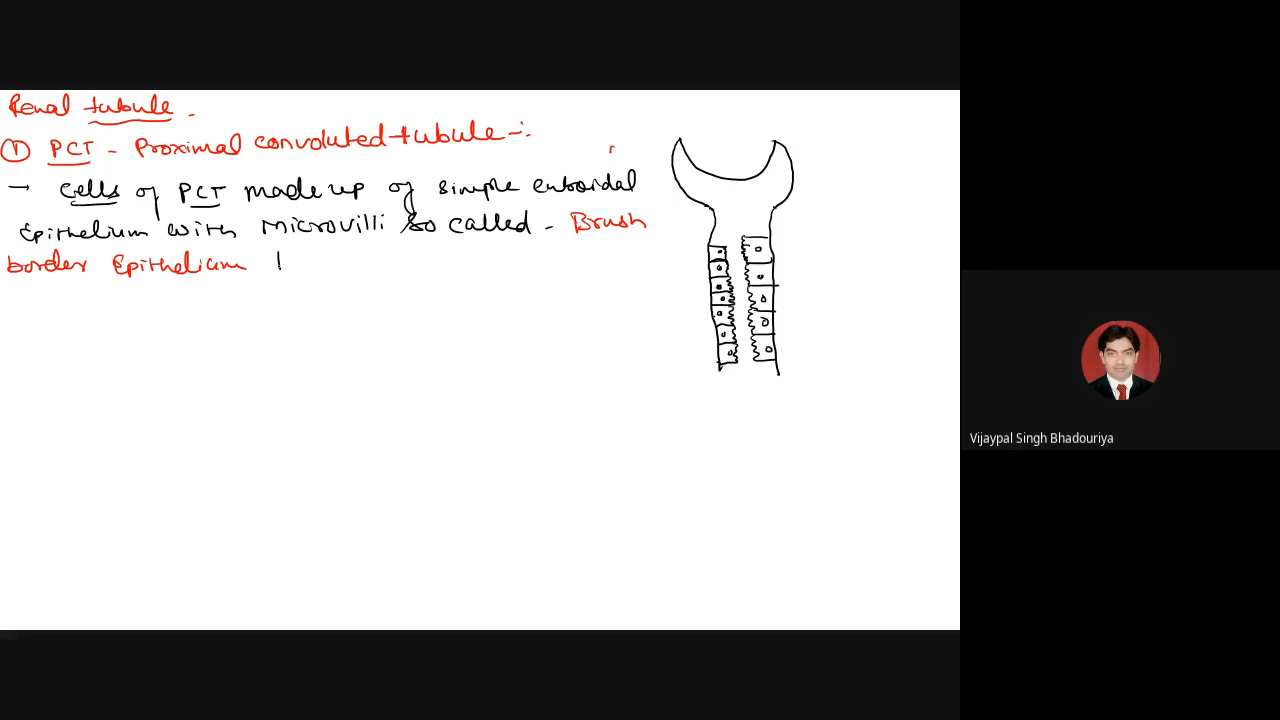 Renal tubule -
① PCT - Proximal convoluted tubule -:
→ Cells of PCT made up of simple cuboidal
Epithelium with Microvilli so called - Brush
border Epithelium |
Vijaypal Singh Bhadouriya